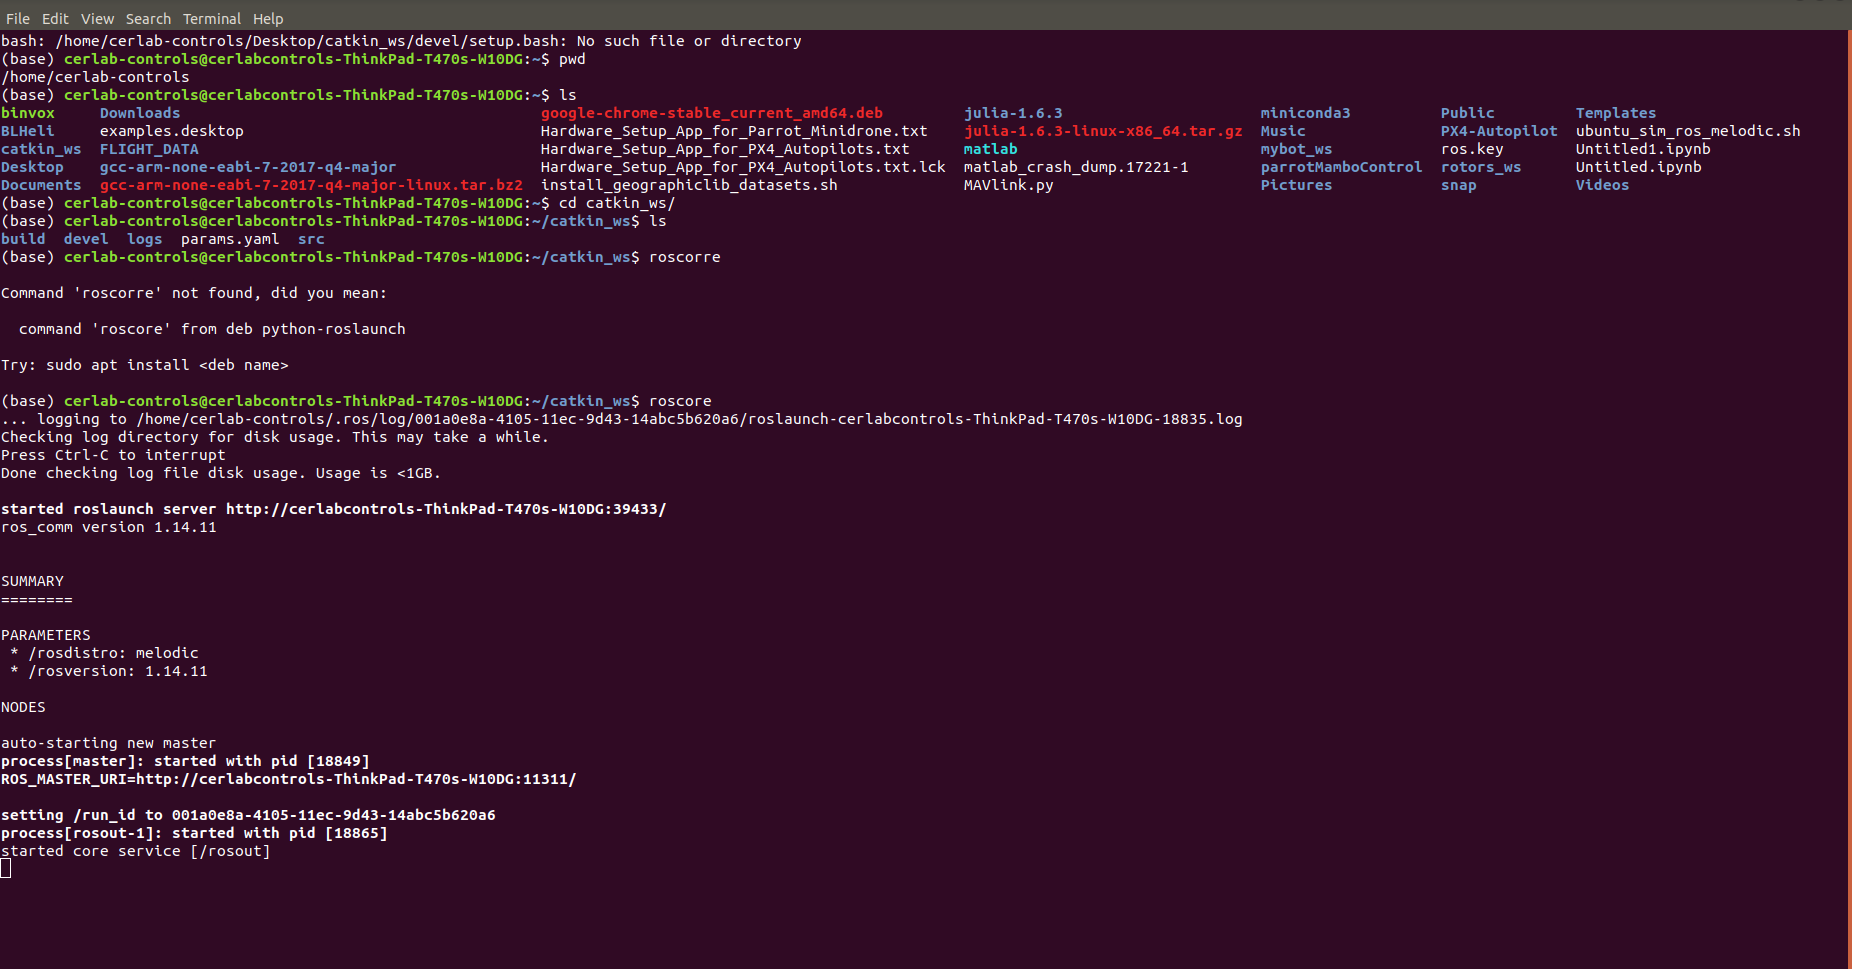 File Edit View Search Terminal Help
bash: /home/cerlab-controls/Desktop/catkin_ws/devel/setup.bash: No such file or directory
(base) cerlab-controls@cerlabcontrols-ThinkPad-T470s-W10DG:~$ pwd
/home/cerlab-controls
(base) cerlab-controls@cerlabcontrols-ThinkPad-T470s-W10DG:~$ ls
binvox Downloads google-chrome-stable_current_amd64.deb julia-1.6.3 miniconda3 Public Templates
BLHeli examples.desktop Hardware_Setup_App_for_Parrot_Minidrone.txt julia-1.6.3-linux-x86_64.tar.gz Music PX4-Autopilot ubuntu_sim_ros_melodic.sh
catkin_ws FLIGHT_DATA Hardware_Setup_App_for_PX4_Autopilots.txt matlab mybot_ws ros.key Untitled1.ipynb
Desktop gcc-arm-none-eabi-7-2017-q4-major Hardware_Setup_App_for_PX4_Autopilots.txt.lck matlab_crash_dump.17221-1 parrotMamboControl rotors_ws Untitled.ipynb
Documents gcc-arm-none-eabi-7-2017-q4-major-linux.tar.bz2 install_geographiclib_datasets.sh MAVlink.py Pictures snap Videos
(base) cerlab-controls@cerlabcontrols-ThinkPad-T470s-W10DG:~$ cd catkin_ws/
(base) cerlab-controls@cerlabcontrols-ThinkPad-T470s-W10DG:~/catkin_ws$ ls
build devel logs params.yaml src
(base) cerlab-controls@cerlabcontrols-ThinkPad-T470s-W10DG:~/catkin_ws$ roscorre
Command 'roscorre' not found, did you mean:
command 'roscore' from deb python-roslaunch
Try: sudo apt install <deb name>
(base) cerlab-controls@cerlabcontrols-ThinkPad-T470s-W10DG:~/catkin_ws$ roscore
... logging to /home/cerlab-controls/.ros/log/001a0e8a-4105-11ec-9d43-14abc5b620a6/roslaunch-cerlabcontrols-ThinkPad-T470s-W10DG-18835.log
Checking log directory for disk usage. This may take a while.
Press Ctrl-C to interrupt
Done checking log file disk usage. Usage is <1GB.
started roslaunch server http://cerlabcontrols-ThinkPad-T470s-W10DG:39433/
ros_comm version 1.14.11
SUMMARY
========
PARAMETERS
* /rosdistro: melodic
* /rosversion: 1.14.11
NODES
auto-starting new master
process[master]: started with pid [18849]
ROS_MASTER_URI=http://cerlabcontrols-ThinkPad-T470s-W10DG:11311/
setting /run_id to 001a0e8a-4105-11ec-9d43-14abc5b620a6
process[rosout-1]: started with pid [18865]
started core service [/rosout]